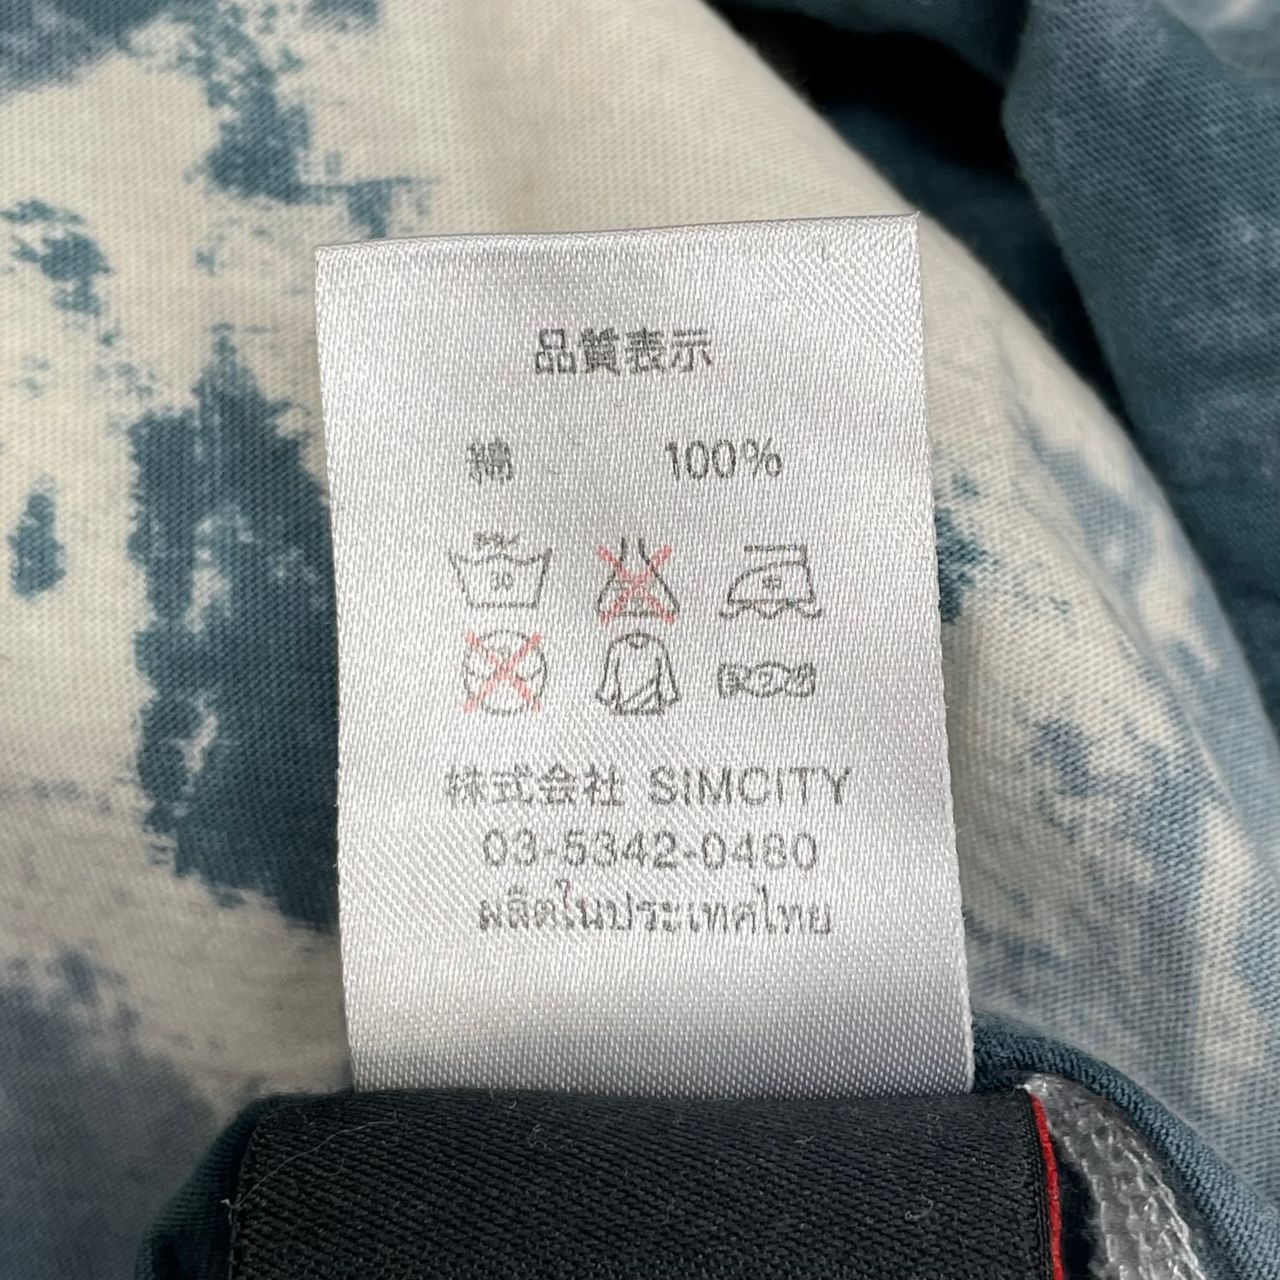 品質表示
綿 100%
30
株式会社 SIMCITY
03-5342-0480
ผลิตในประเทศไทย